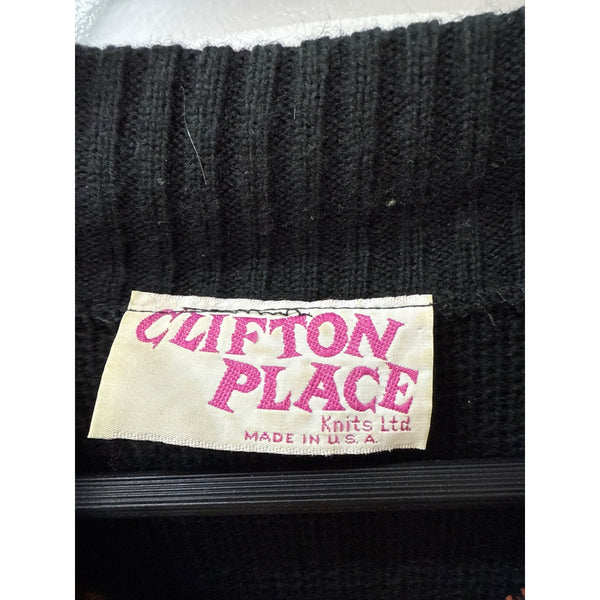 CLIFTON
PLACE
Knits Ltd
MADE IN U.S.A.